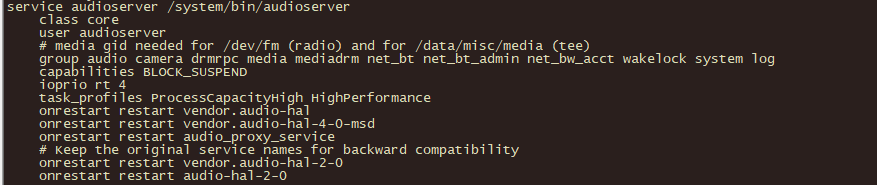 service audioserver /system/bin/audioserver
    class core
    user audioserver
    # media gid needed for /dev/fm (radio) and for /data/misc/media (tee)
    group audio camera drmrpc media mediadrm net_bt net_bt_admin net_bw_acct wakelock system log
    capabilities BLOCK_SUSPEND
    ioprio rt 4
    task_profiles ProcessCapacityHigh HighPerformance
    onrestart restart vendor.audio-hal
    onrestart restart vendor.audio-hal-4-0-msd
    onrestart restart audio_proxy_service
    # Keep the original service names for backward compatibility
    onrestart restart vendor.audio-hal-2-0
    onrestart restart audio-hal-2-0